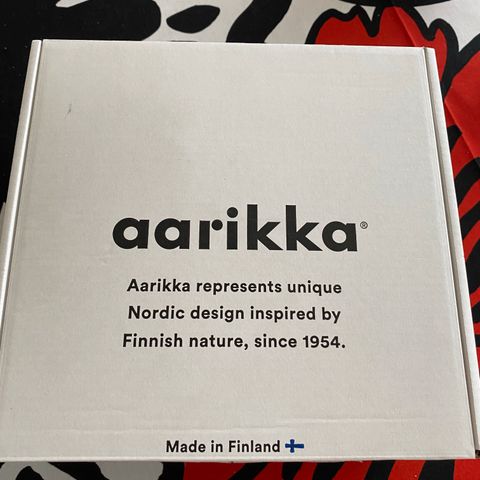 aarikka®
Aarikka represents unique
Nordic design inspired by
Finnish nature, since 1954.
Made in Finland